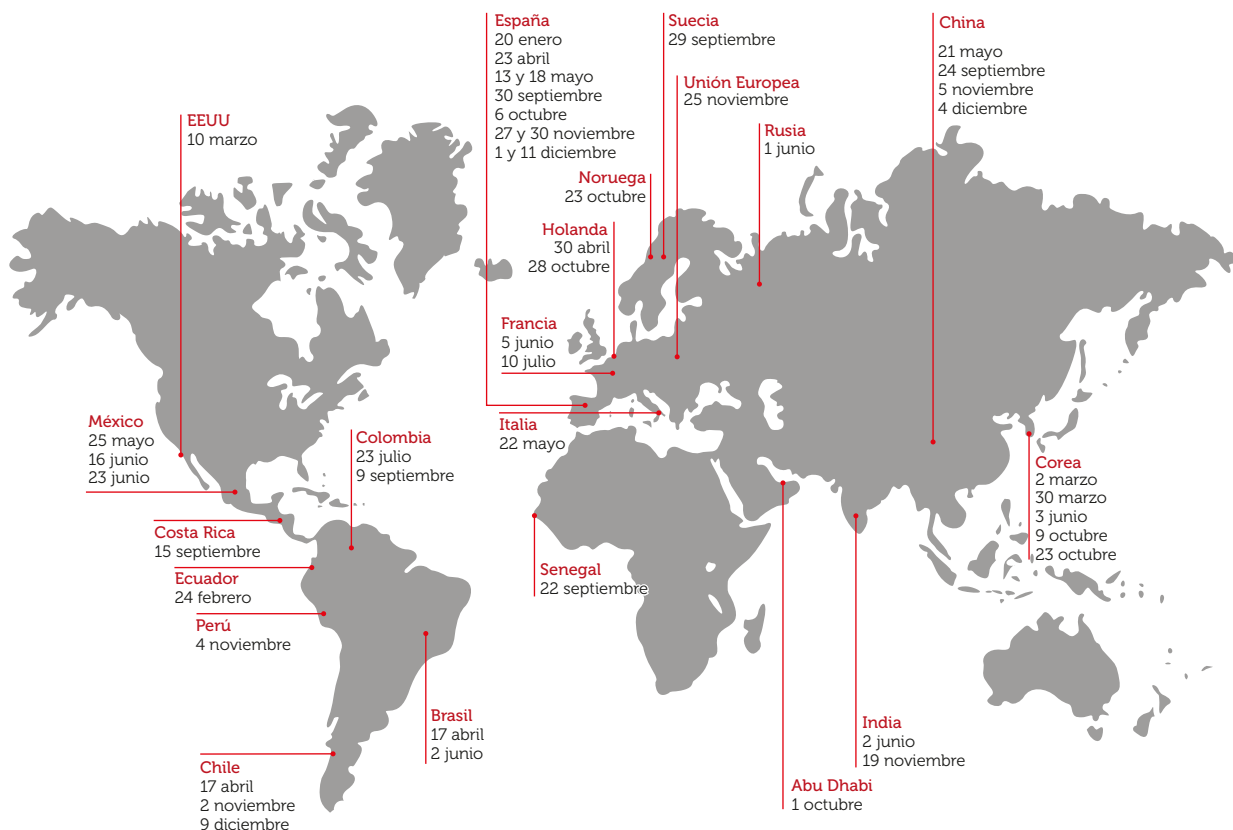 España
20 enero
23 abril
13 y 18 mayo
30 septiembre
6 octubre
27 y 30 noviembre
1 y 11 diciembre
Suecia
29 septiembre
China
21 mayo
24 septiembre
5 noviembre
4 diciembre
Unión Europea
25 noviembre
EEUU
10 marzo
Rusia
1 junio
Noruega
23 octubre
Holanda
30 abril
28 octubre
Francia
5 junio
10 julio
Italia
22 mayo
México
25 mayo
16 junio
23 junio
Colombia
23 julio
9 septiembre
Corea
2 marzo
30 marzo
3 junio
9 octubre
23 octubre
Costa Rica
15 septiembre
Ecuador
24 febrero
Senegal
22 septiembre
Perú
4 noviembre
Brasil
17 abril
2 junio
India
2 junio
19 noviembre
Chile
17 abril
2 noviembre
9 diciembre
Abu Dhabi
1 octubre